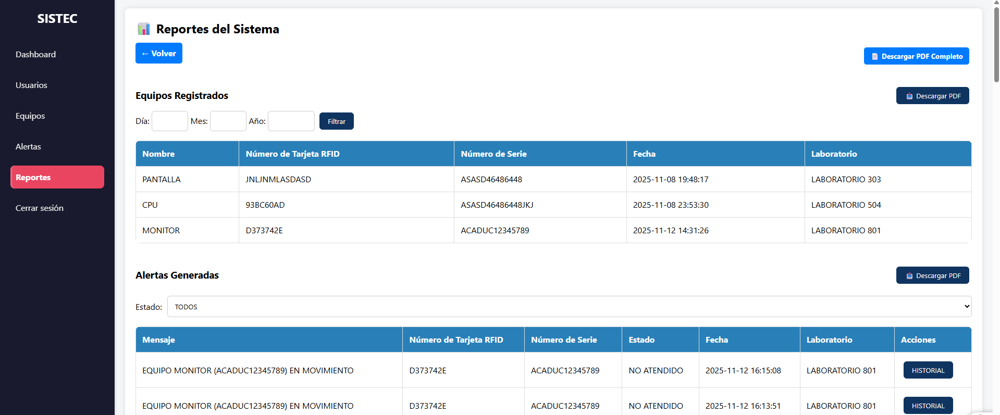 SISTEC
Dashboard
Usuarios
Equipos
Alertas
Reportes
Cerrar sesión
Reportes del Sistema
← Volver
Descargar PDF Completo
Equipos Registrados
Descargar PDF
Día: Mes: Año: Filtrar
Nombre Número de Tarjeta RFID Número de Serie Fecha Laboratorio
PANTALLA JNLJNMLASDASD ASASD46486448 2025-11-08 19:48:17 LABORATORIO 303
CPU 93BC60AD ASASD46486448JKJ 2025-11-08 23:53:30 LABORATORIO 504
MONITOR D373742E ACADUC12345789 2025-11-12 14:31:26 LABORATORIO 801
Alertas Generadas
Descargar PDF
Estado: TODOS
Mensaje Número de Tarjeta RFID Número de Serie Estado Fecha Laboratorio Acciones
EQUIPO MONITOR (ACADUC12345789) EN MOVIMIENTO D373742E ACADUC12345789 NO ATENDIDO 2025-11-12 16:15:08 LABORATORIO 801 HISTORIAL
EQUIPO MONITOR (ACADUC12345789) EN MOVIMIENTO D373742E ACADUC12345789 NO ATENDIDO 2025-11-12 16:13:51 LABORATORIO 801 HISTORIAL